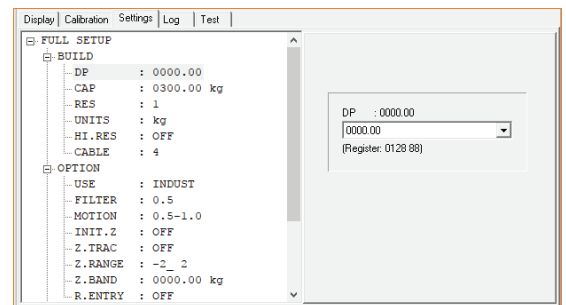 Display Calibration Settings Log Test
FULL SETUP
BUILD
DP : 0000.00
CAP : 0300.00 kg
RES : 1
UNITS : kg
HI.RES : OFF
CABLE : 4
OPTION
USE : INDUST
FILTER : 0.5
MOTION : 0.5-1.0
INIT.Z : OFF
Z.TRAC : OFF
Z.RANGE : -2_ 2
Z.BAND : 0000.00 kg
R.ENTRY : OFF
DP : 0000.00
0000.00
(Register: 0128 88)